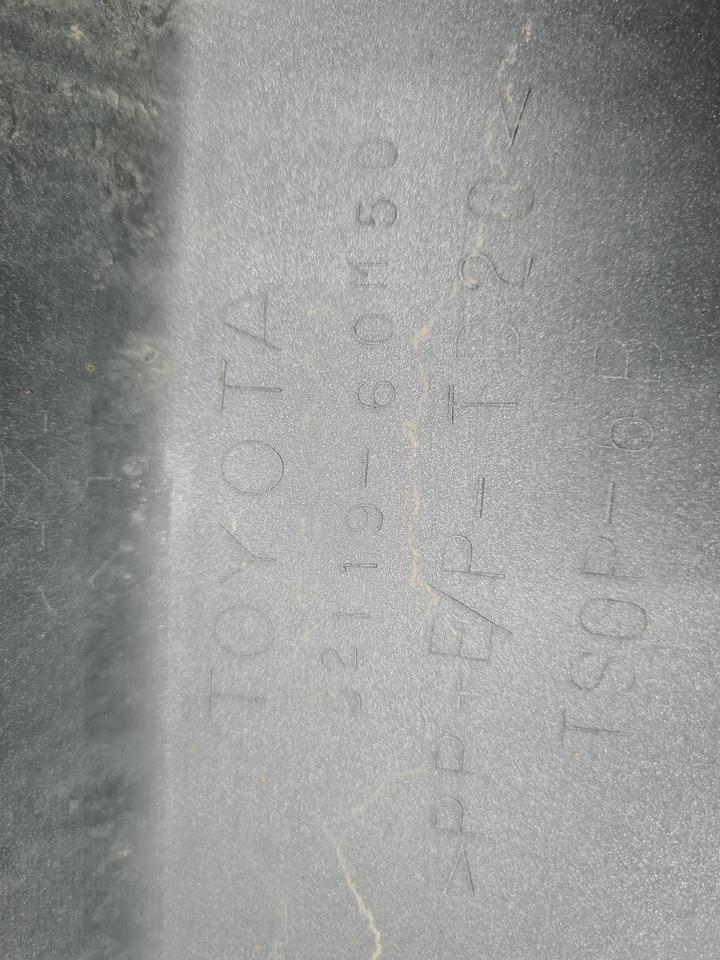 TOYOTA
52119-60M50
>PP+E/P-TD20<
TSOP-6B